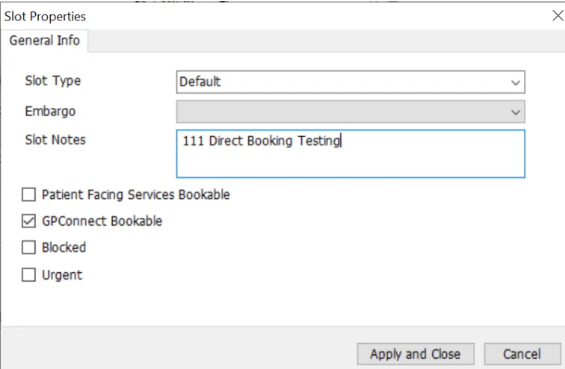 Slot Properties
General Info
Slot Type Default
Embargo
Slot Notes 111 Direct Booking Testing
Patient Facing Services Bookable
GPConnect Bookable
Blocked
Urgent
Apply and Close Cancel